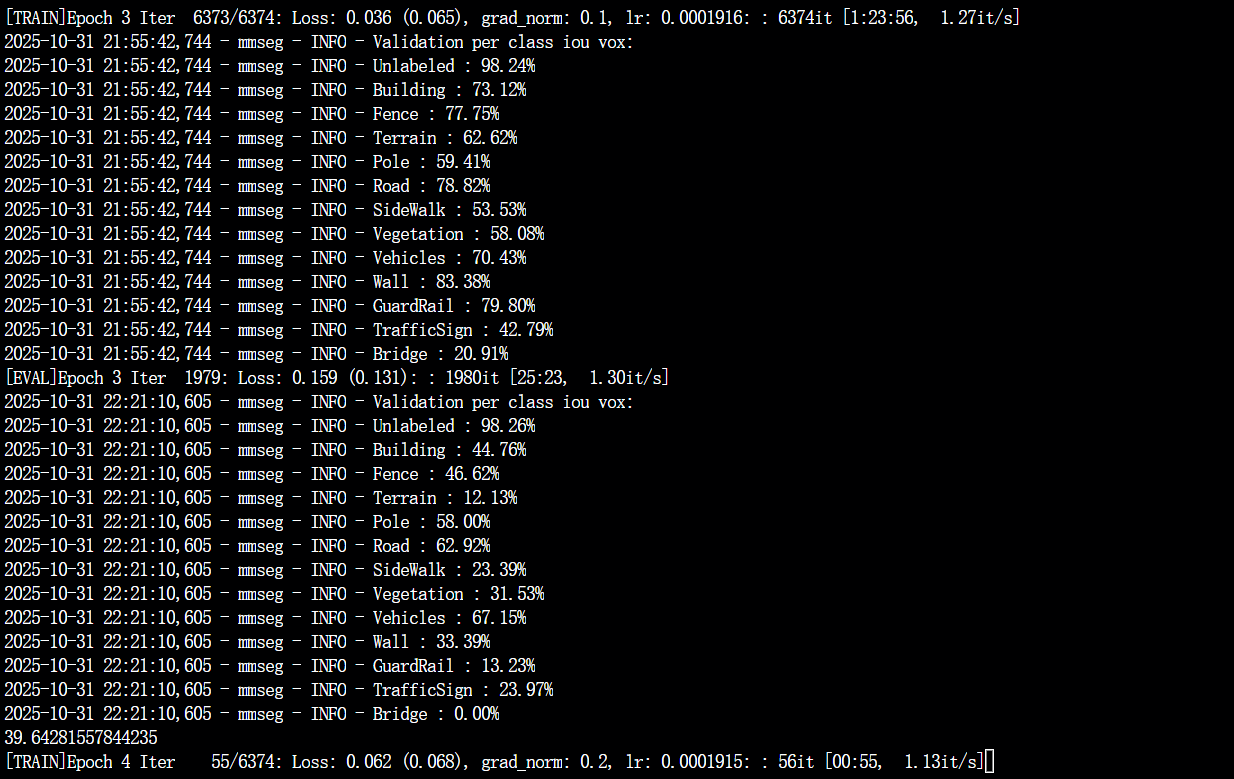 [TRAIN]Epoch 3 Iter  6373/6374: Loss: 0.036 (0.065), grad_norm: 0.1, lr: 0.0001916: : 6374it [1:23:56,  1.27it/s]
2025-10-31 21:55:42,744 - mmseg - INFO - Validation per class iou vox:
2025-10-31 21:55:42,744 - mmseg - INFO - Unlabeled : 98.24%
2025-10-31 21:55:42,744 - mmseg - INFO - Building : 73.12%
2025-10-31 21:55:42,744 - mmseg - INFO - Fence : 77.75%
2025-10-31 21:55:42,744 - mmseg - INFO - Terrain : 62.62%
2025-10-31 21:55:42,744 - mmseg - INFO - Pole : 59.41%
2025-10-31 21:55:42,744 - mmseg - INFO - Road : 78.82%
2025-10-31 21:55:42,744 - mmseg - INFO - SideWalk : 53.53%
2025-10-31 21:55:42,744 - mmseg - INFO - Vegetation : 58.08%
2025-10-31 21:55:42,744 - mmseg - INFO - Vehicles : 70.43%
2025-10-31 21:55:42,744 - mmseg - INFO - Wall : 83.38%
2025-10-31 21:55:42,744 - mmseg - INFO - GuardRail : 79.80%
2025-10-31 21:55:42,744 - mmseg - INFO - TrafficSign : 42.79%
2025-10-31 21:55:42,744 - mmseg - INFO - Bridge : 20.91%
[EVAL]Epoch 3 Iter  1979: Loss: 0.159 (0.131): : 1980it [25:23,  1.30it/s]
2025-10-31 22:21:10,605 - mmseg - INFO - Validation per class iou vox:
2025-10-31 22:21:10,605 - mmseg - INFO - Unlabeled : 98.26%
2025-10-31 22:21:10,605 - mmseg - INFO - Building : 44.76%
2025-10-31 22:21:10,605 - mmseg - INFO - Fence : 46.62%
2025-10-31 22:21:10,605 - mmseg - INFO - Terrain : 12.13%
2025-10-31 22:21:10,605 - mmseg - INFO - Pole : 58.00%
2025-10-31 22:21:10,605 - mmseg - INFO - Road : 62.92%
2025-10-31 22:21:10,605 - mmseg - INFO - SideWalk : 23.39%
2025-10-31 22:21:10,605 - mmseg - INFO - Vegetation : 31.53%
2025-10-31 22:21:10,605 - mmseg - INFO - Vehicles : 67.15%
2025-10-31 22:21:10,605 - mmseg - INFO - Wall : 33.39%
2025-10-31 22:21:10,605 - mmseg - INFO - GuardRail : 13.23%
2025-10-31 22:21:10,605 - mmseg - INFO - TrafficSign : 23.97%
2025-10-31 22:21:10,605 - mmseg - INFO - Bridge : 0.00%
39.64281557844235
[TRAIN]Epoch 4 Iter    55/6374: Loss: 0.062 (0.068), grad_norm: 0.2, lr: 0.0001915: : 56it [00:55,  1.13it/s]